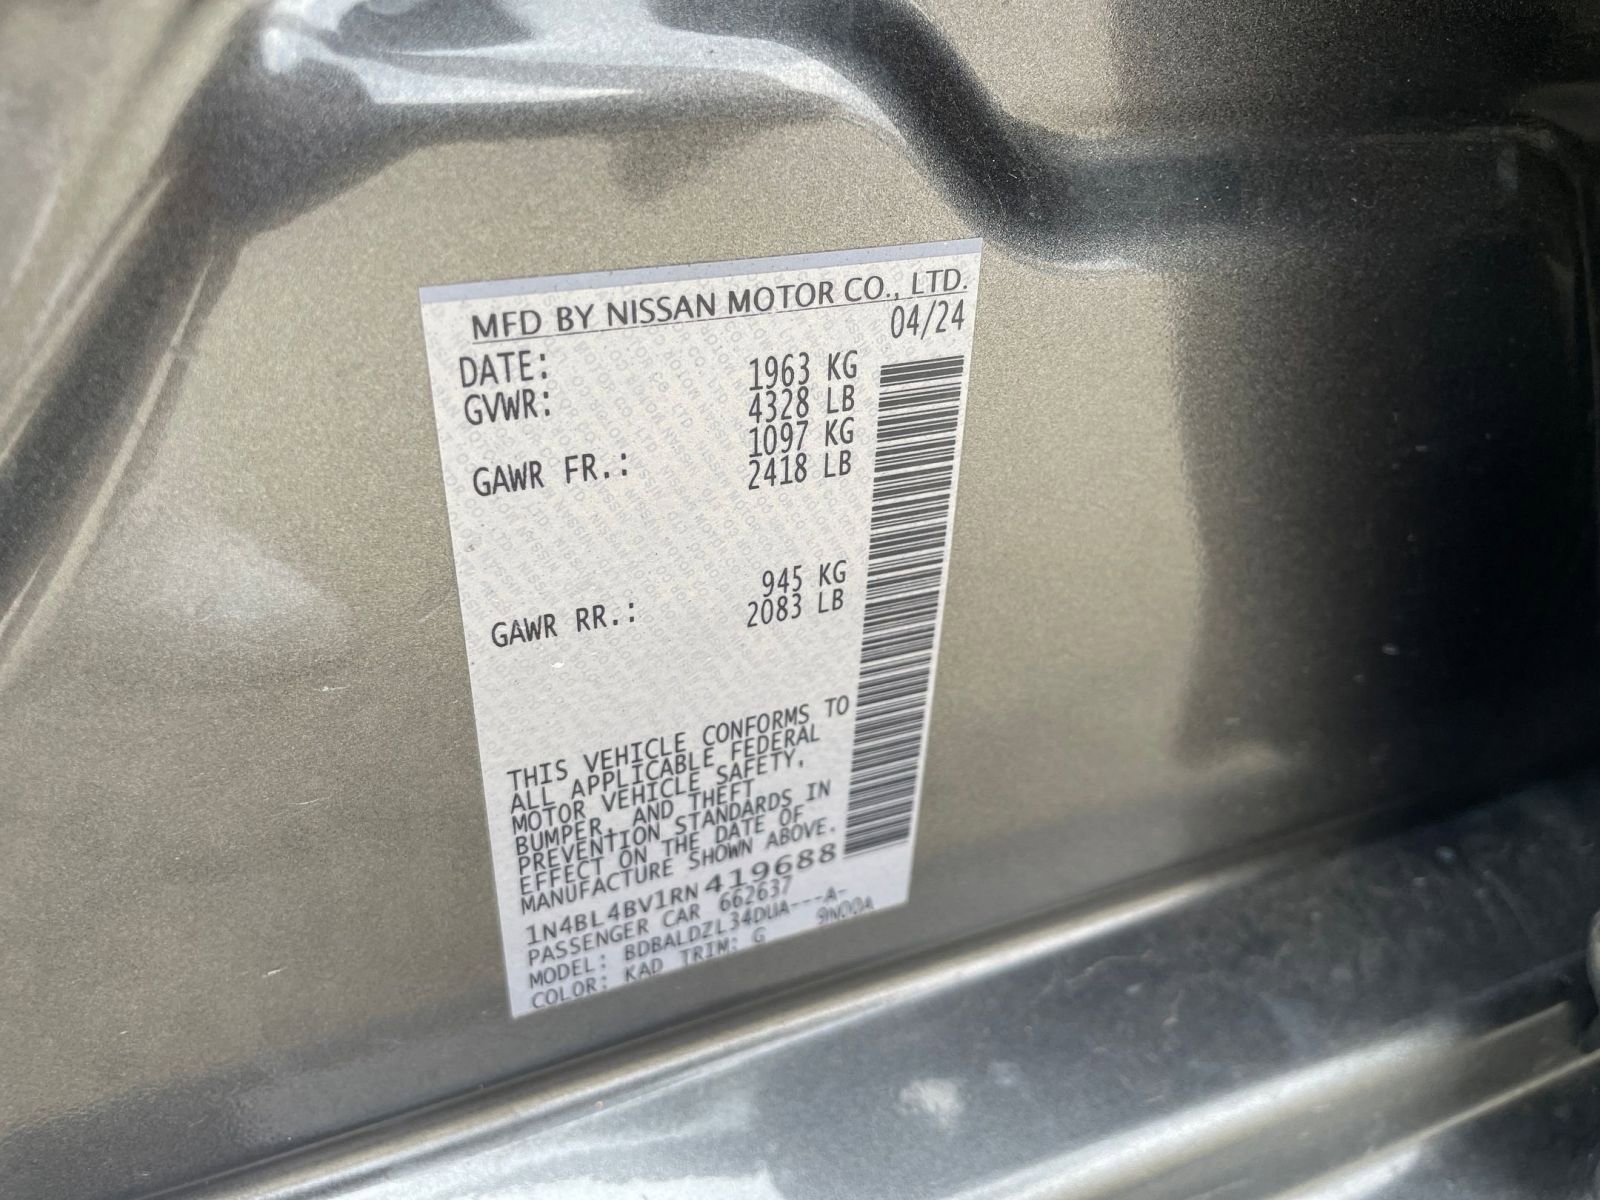 MFD BY NISSAN MOTOR CO., LTD.
DATE: 04/24
GVWR: 1963 KG
4328 LB
GAWR FR.: 1097 KG
2418 LB
GAWR RR.: 945 KG
2083 LB
THIS VEHICLE CONFORMS TO
ALL APPLICABLE FEDERAL
MOTOR VEHICLE SAFETY,
BUMPER, AND THEFT
PREVENTION STANDARDS IN
EFFECT ON THE DATE OF
MANUFACTURE SHOWN ABOVE.
1N4BL4BV1RN419688
PASSENGER CAR 662637
MODEL: BDBALDZL34DUA---A-
COLOR: KAD TRIM: G 9N00A